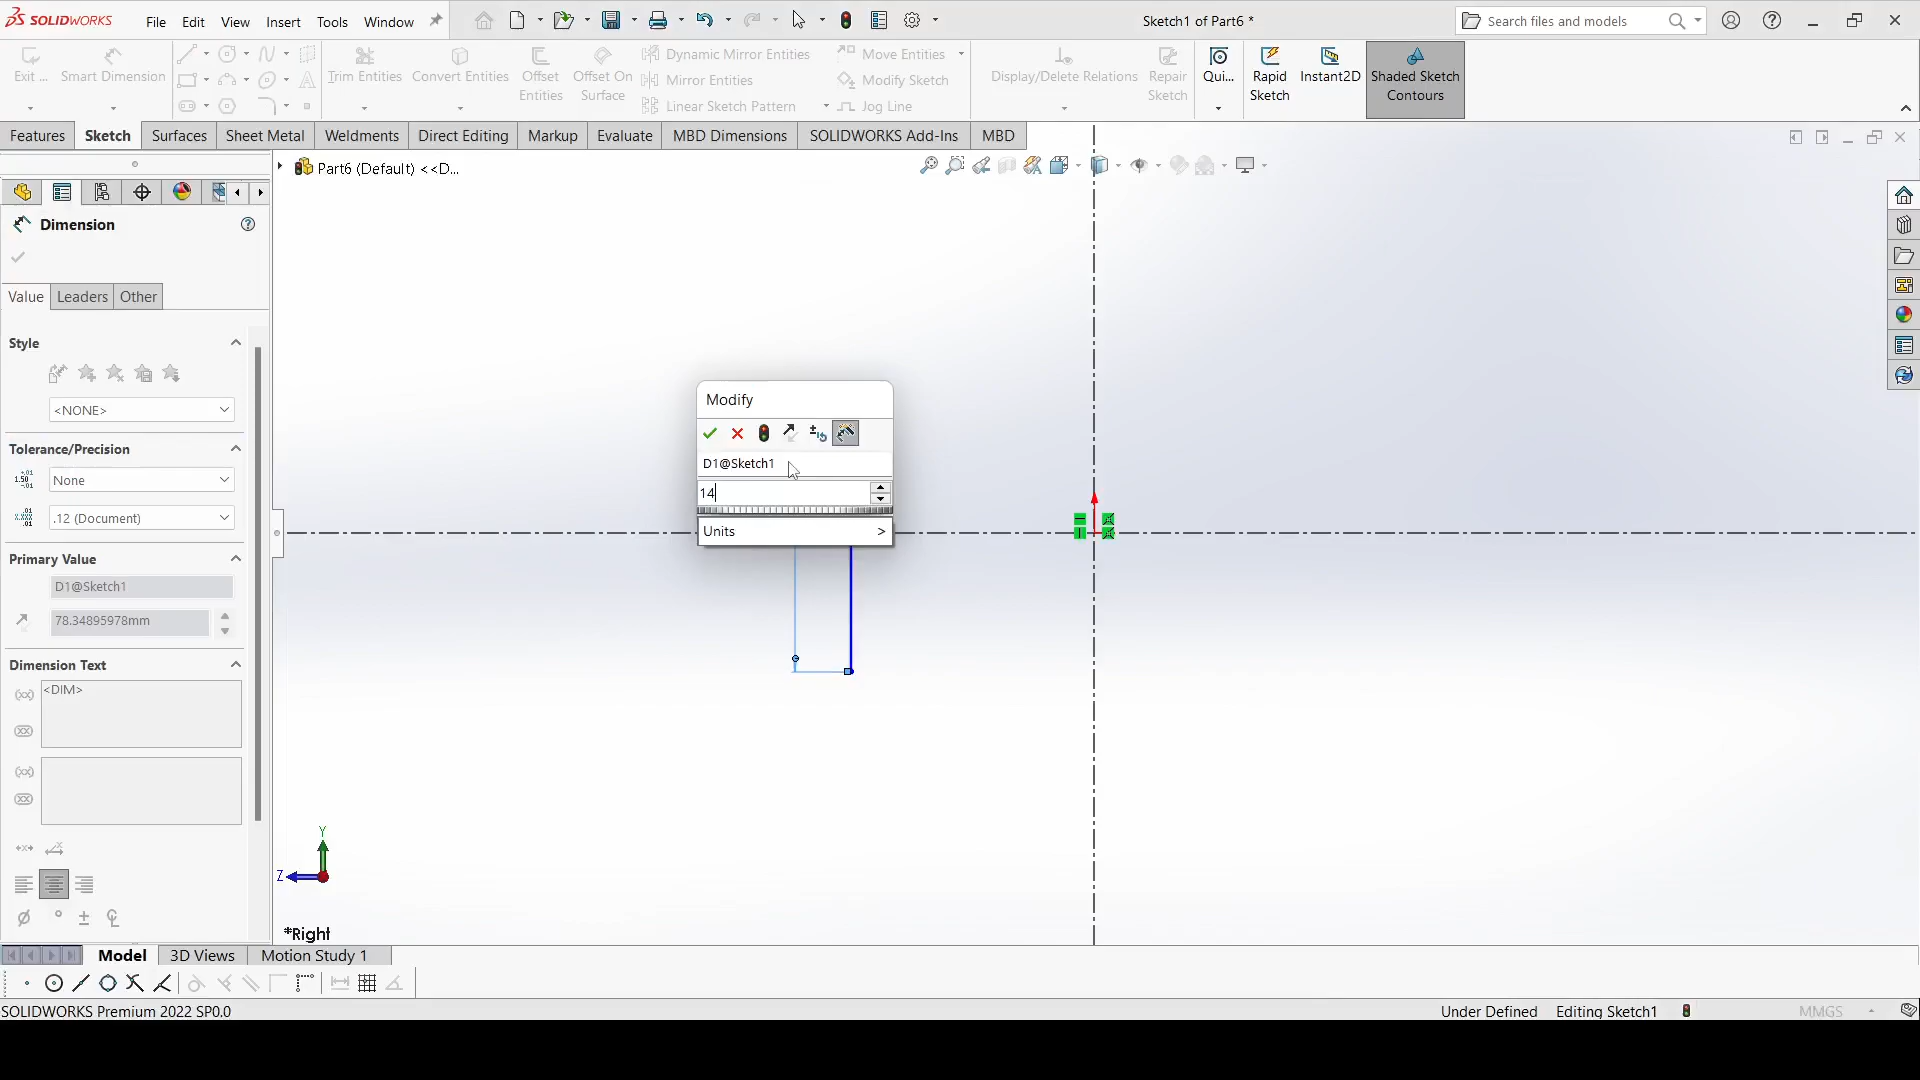 SOLIDWORKS File Edit View Insert Tools Window Sketch1 of Part6 * Search files and models
Exit ... Smart Dimension Trim Entities Convert Entities Offset Entities Offset On Surface Dynamic Mirror Entities Move Entities Display/Delete Relations Repair Sketch Qui... Rapid Sketch Instant2D Shaded Sketch Contours
Mirror Entities Modify Sketch
Linear Sketch Pattern Jog Line
Features Sketch Surfaces Sheet Metal Weldments Direct Editing Markup Evaluate MBD Dimensions SOLIDWORKS Add-Ins MBD
Part6 (Default) <<D...
Dimension
Value Leaders Other
Style
<NONE>
Tolerance/Precision
None
.12 (Document)
Primary Value
D1@Sketch1
78.34895978mm
Dimension Text
<DIM>
Modify
D1@Sketch1
14
Units >
Y
Z
*Right
Model 3D Views Motion Study 1
SOLIDWORKS Premium 2022 SP0.0 Under Defined Editing Sketch1 MMGS